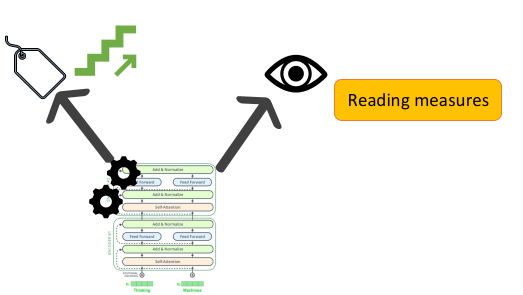 Reading measures
Add & Normalize
Feed Forward Feed Forward
Add & Normalize
Self-Attention
Add & Normalize
Feed Forward Feed Forward
Add & Normalize
Self-Attention
Thinking Machines